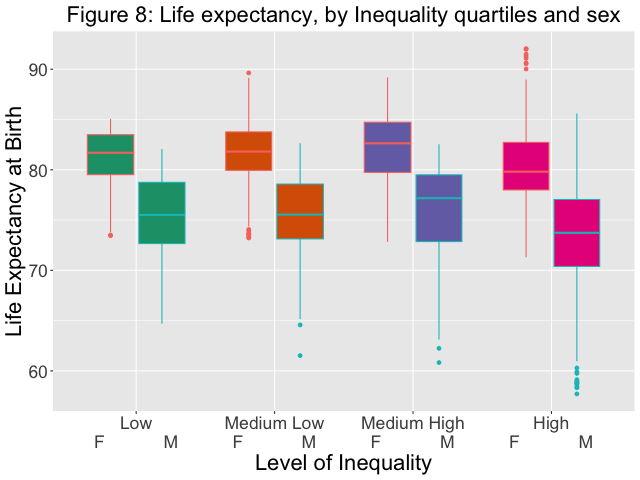 Figure 8: Life expectancy, by Inequality quartiles and sex
Life Expectancy at Birth
90
80
70
60
Low Medium Low Medium High High
F M F M F M F M
Level of Inequality